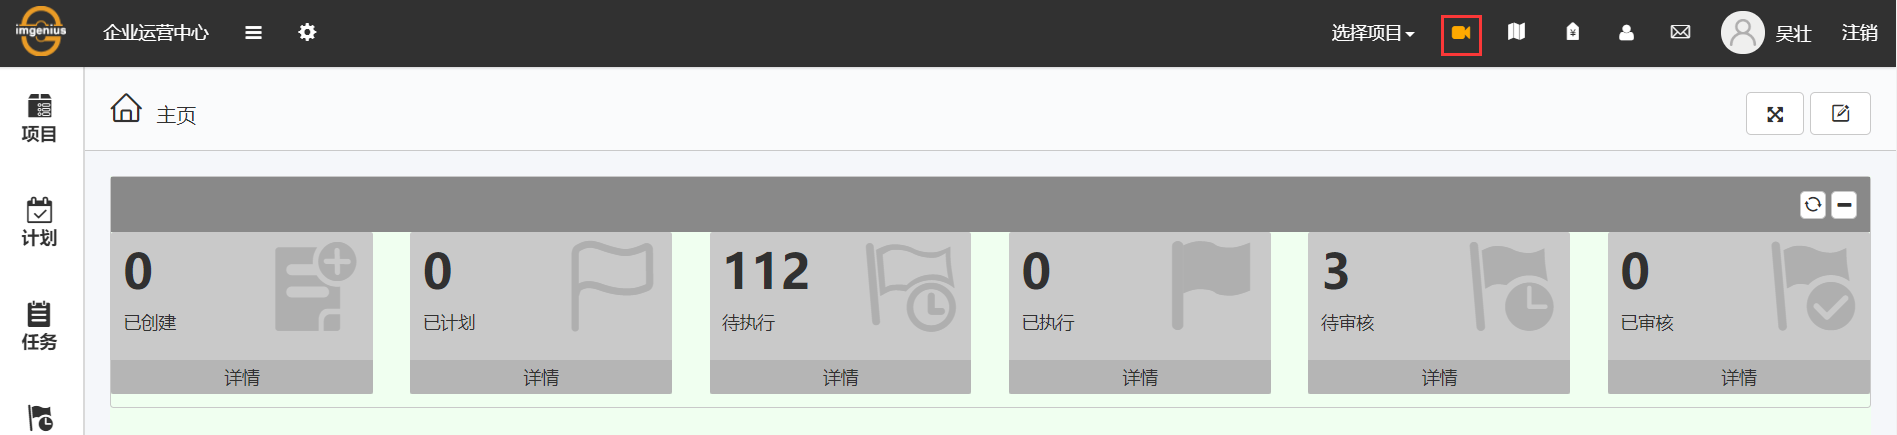 imgenius
企业运营中心
选择项目
吴壮
注销
项目
计划
任务
主页
0
已创建
详情
0
已计划
详情
112
待执行
详情
0
已执行
详情
3
待审核
详情
0
已审核
详情